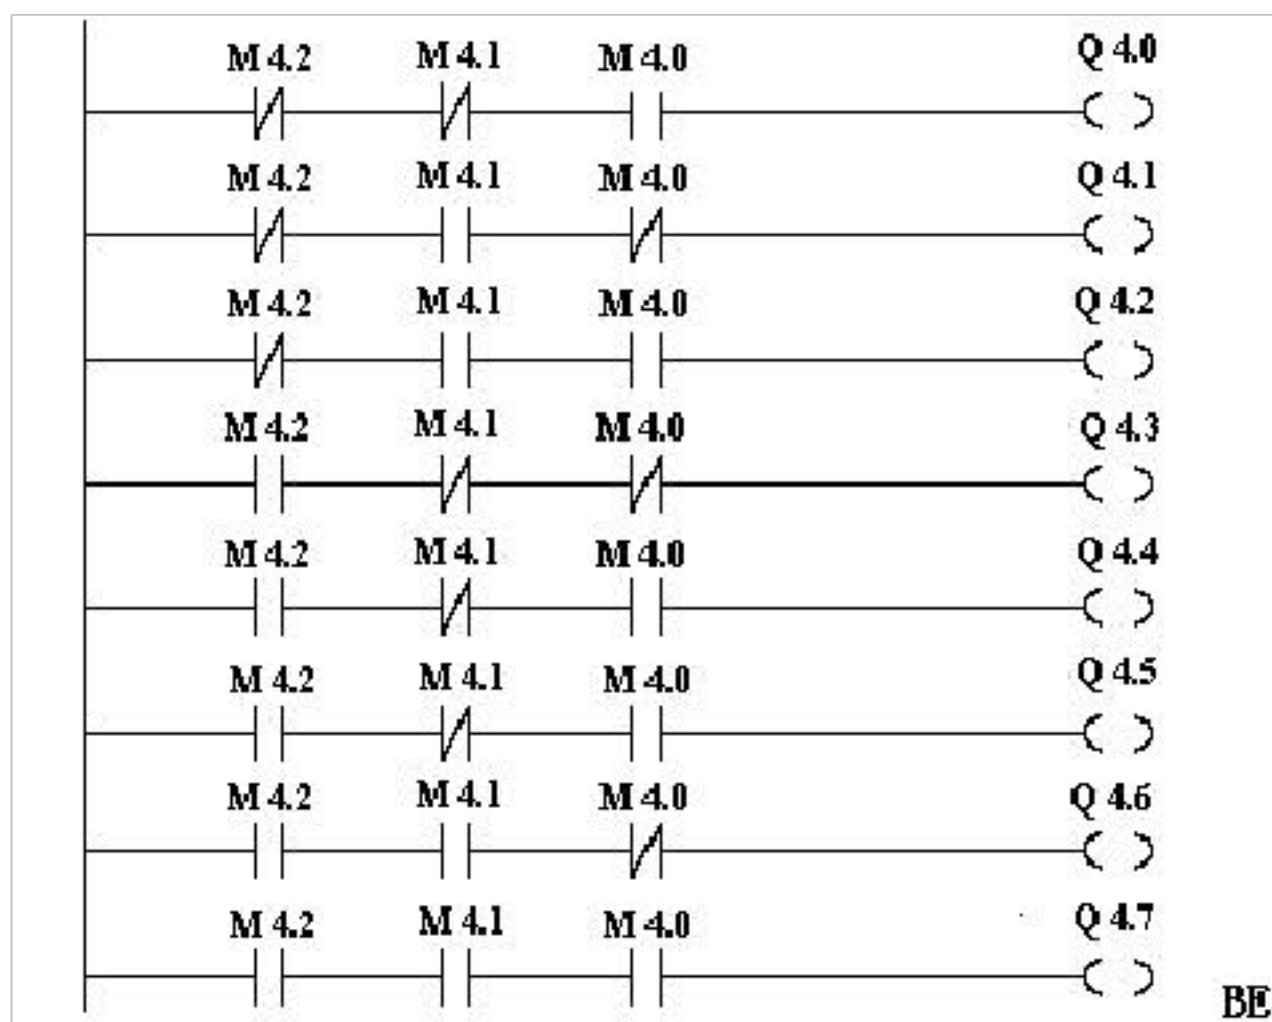 M 4.2 M 4.1 M 4.0 Q 4.0
M 4.2 M 4.1 M 4.0 Q 4.1
M 4.2 M 4.1 M 4.0 Q 4.2
M 4.2 M 4.1 M 4.0 Q 4.3
M 4.2 M 4.1 M 4.0 Q 4.4
M 4.2 M 4.1 M 4.0 Q 4.5
M 4.2 M 4.1 M 4.0 Q 4.6
M 4.2 M 4.1 M 4.0 Q 4.7
BE